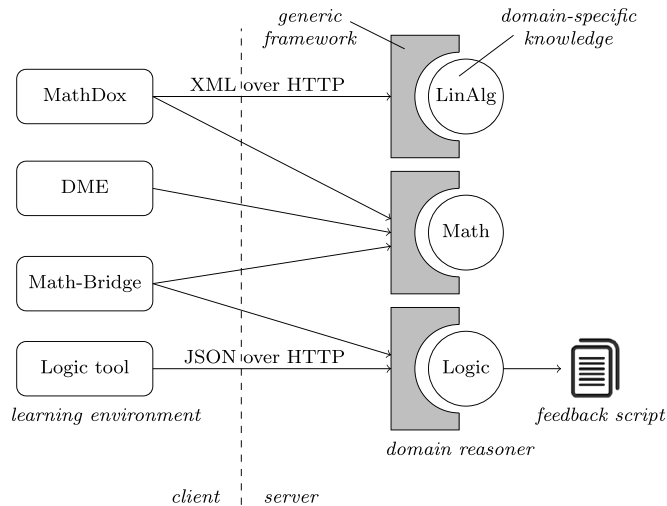 generic
framework
domain-specific
knowledge
MathDox
XML over HTTP
LinAlg
DME
Math
Math-Bridge
Logic tool
JSON over HTTP
Logic
learning environment
feedback script
domain reasoner
client
server